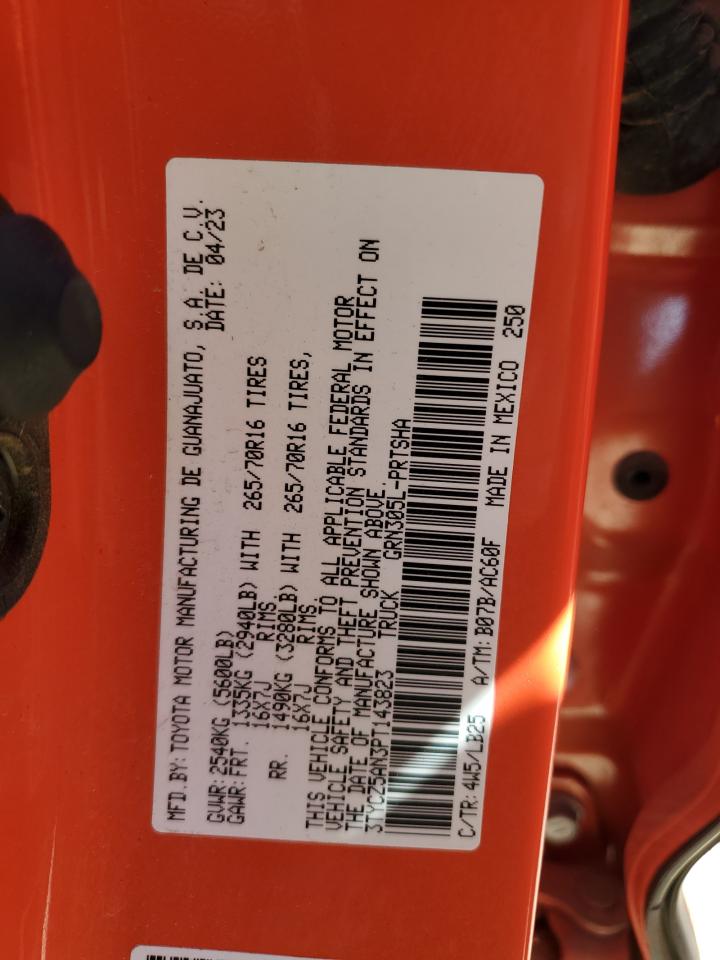 MFD.BY: TOYOTA MOTOR MANUFACTURING DE GUANAJUATO, S.A. DE C.V.
DATE: 04/23
GVWR: 2540KG (5600LB)
GAWR: FRT. 1335KG (2940LB) WITH 265/70R16 TIRES
16X7J RIMS.
RR. 1490KG (3280LB) WITH 265/70R16 TIRES,
16X7J RIMS.
THIS VEHICLE CONFORMS TO ALL APPLICABLE FEDERAL MOTOR
VEHICLE SAFETY AND THEFT PREVENTION STANDARDS IN EFFECT ON
THE DATE OF MANUFACTURE SHOWN ABOVE.
3TYCZ5AN3PT143823 TRUCK GRN305L-PRTSHA
C/TR: 4W5/LB25 A/TM: B07B/AC60F MADE IN MEXICO 250